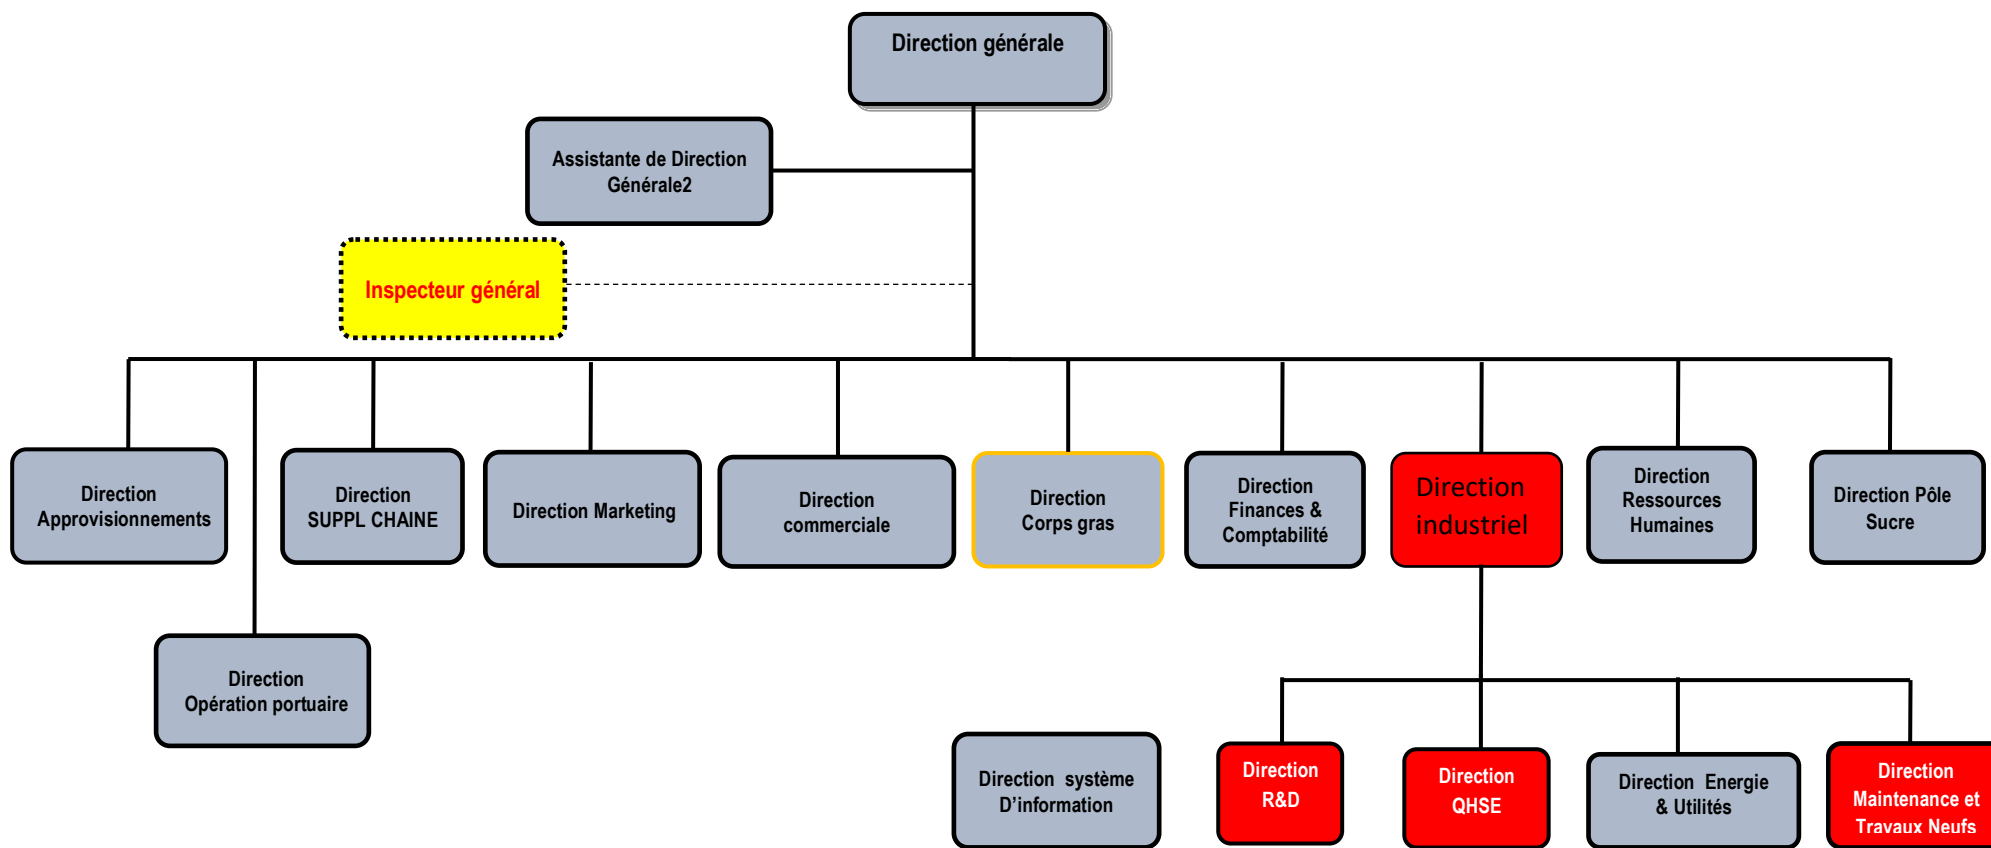 Direction générale
Assistante de Direction
Générale2
Inspecteur général
Direction
Approvisionnements
Direction
SUPPL CHAINE
Direction Marketing
Direction
commerciale
Direction
Corps gras
Direction
Finances &
Comptabilité
Direction
industriel
Direction
Ressources
Humaines
Direction Pôle
Sucre
Direction
Opération portuaire
Direction système
D’information
Direction
R&D
Direction
QHSE
Direction Energie
& Utilités
Direction
Maintenance et
Travaux Neufs